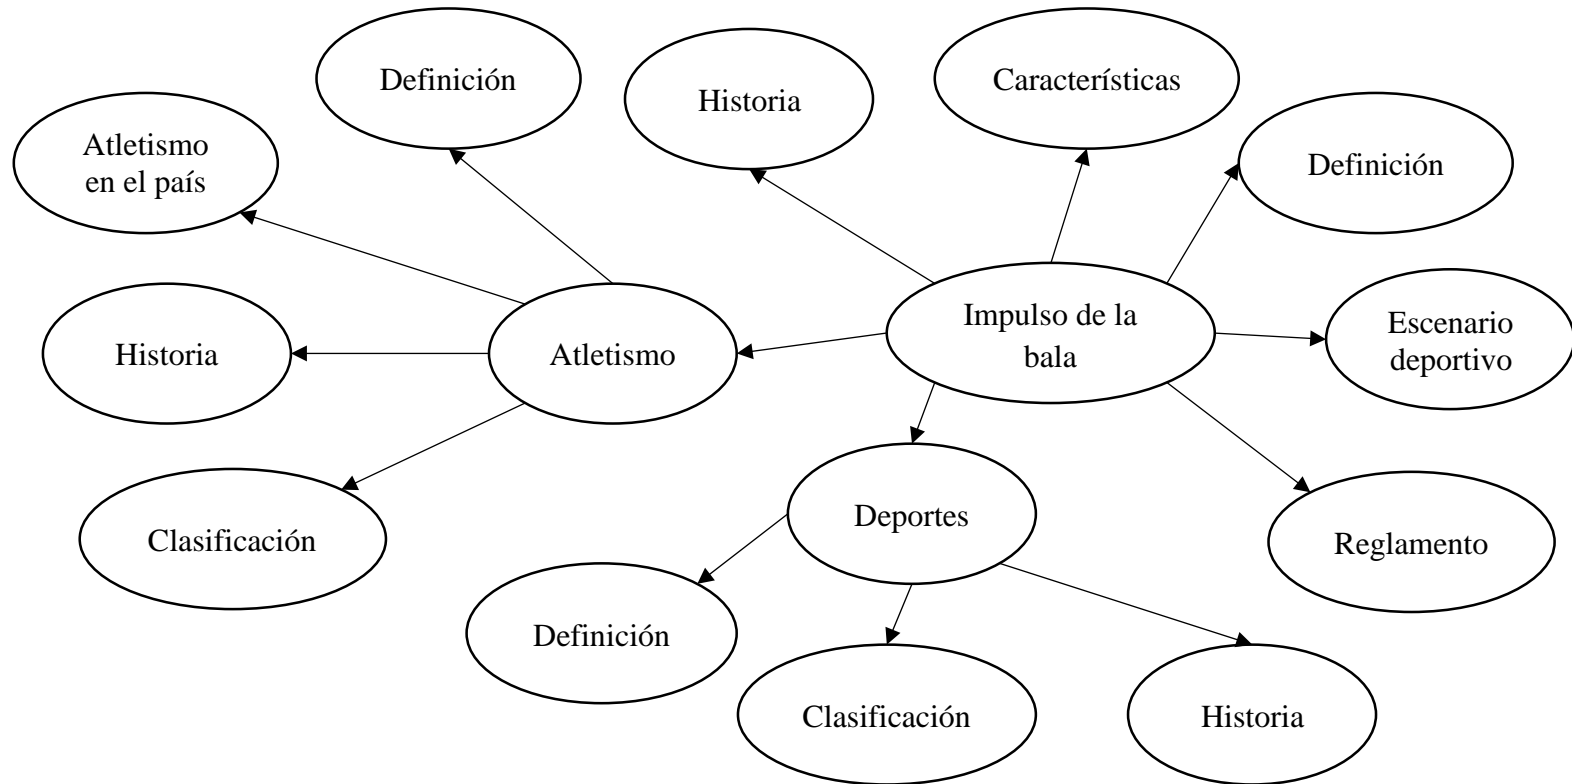 Definición
Historia
Característícas
Atletismo
en el país
Definición
Historia
Atletismo
Impulso de la
bala
Escenario
deportivo
Clasificación
Deportes
Reglamento
Definición
Clasificación
Historia